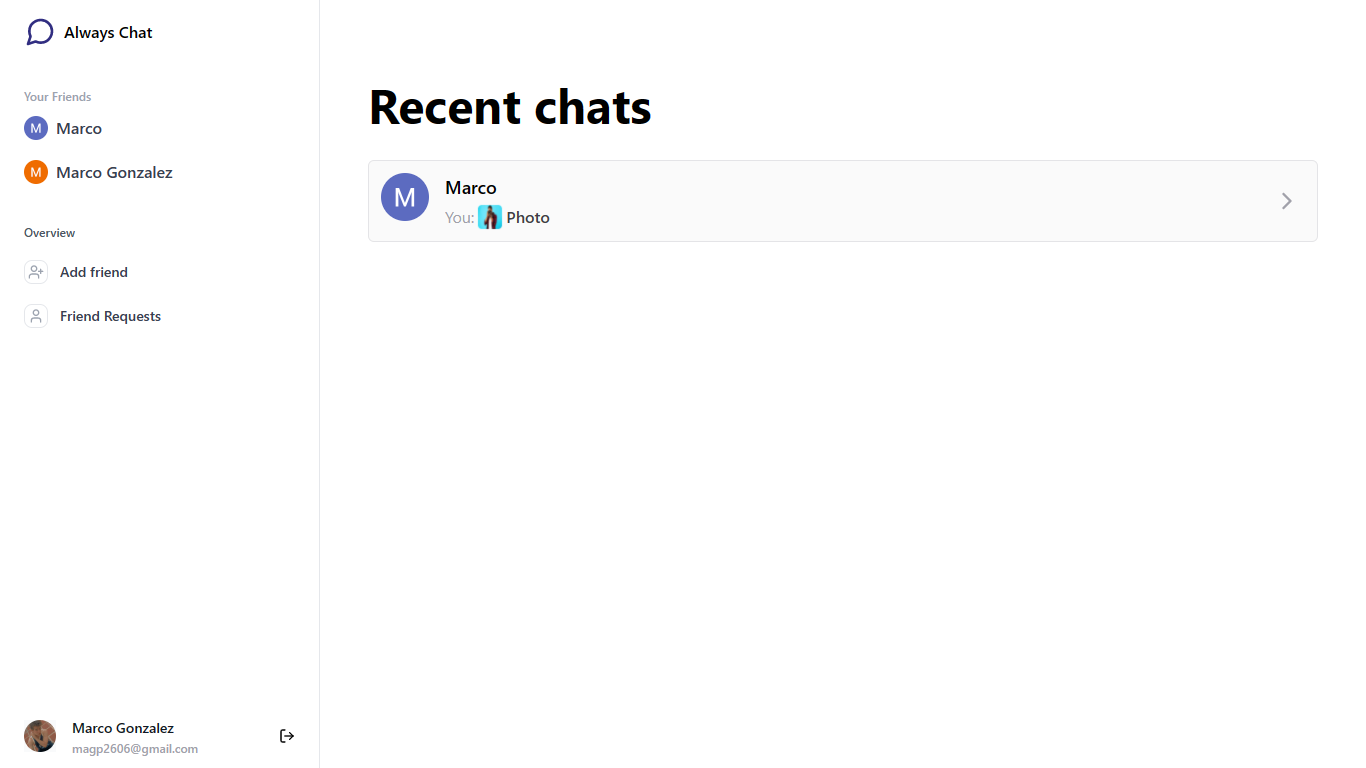 Always Chat
Your Friends
M Marco
M Marco Gonzalez
Overview
Add friend
Friend Requests
Marco Gonzalez
magp2606@gmail.com
Recent chats
M
Marco
You: Photo